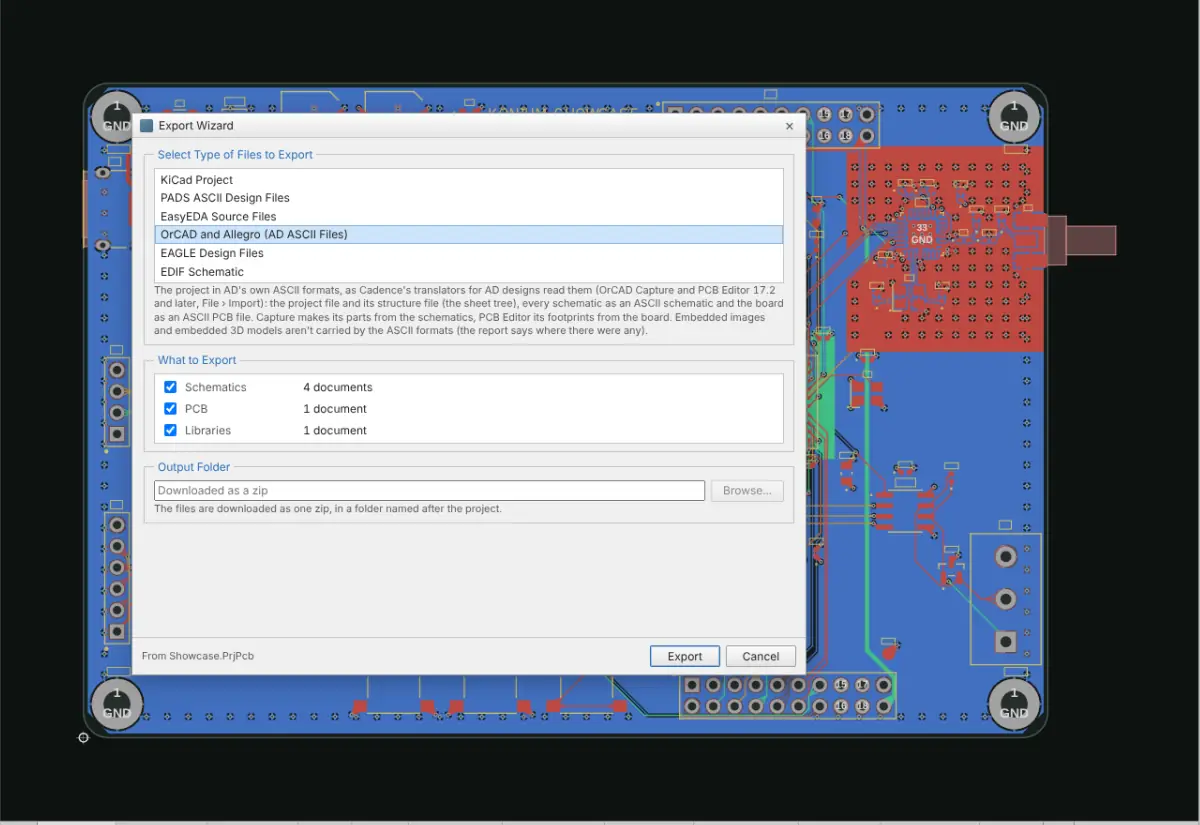 1
GND
1
GND
Export Wizard
Select Type of Files to Export
KiCad Project
PADS ASCII Design Files
EasyEDA Source Files
OrCAD and Allegro (AD ASCII Files)
EAGLE Design Files
EDIF Schematic
The project in AD's own ASCII formats, as Cadence's translators for AD designs read them (OrCAD Capture and PCB Editor 17.2
and later, File › Import): the project file and its structure file (the sheet tree), every schematic as an ASCII schematic and the board
as an ASCII PCB file. Capture makes its parts from the schematics, PCB Editor its footprints from the board. Embedded images
and embedded 3D models aren't carried by the ASCII formats (the report says where there were any).
What to Export
Schematics 4 documents
PCB 1 document
Libraries 1 document
Output Folder
Downloaded as a zip
Browse...
The files are downloaded as one zip, in a folder named after the project.
From Showcase.PrjPcb
Export
Cancel
33
GND
1
GND
1
GND